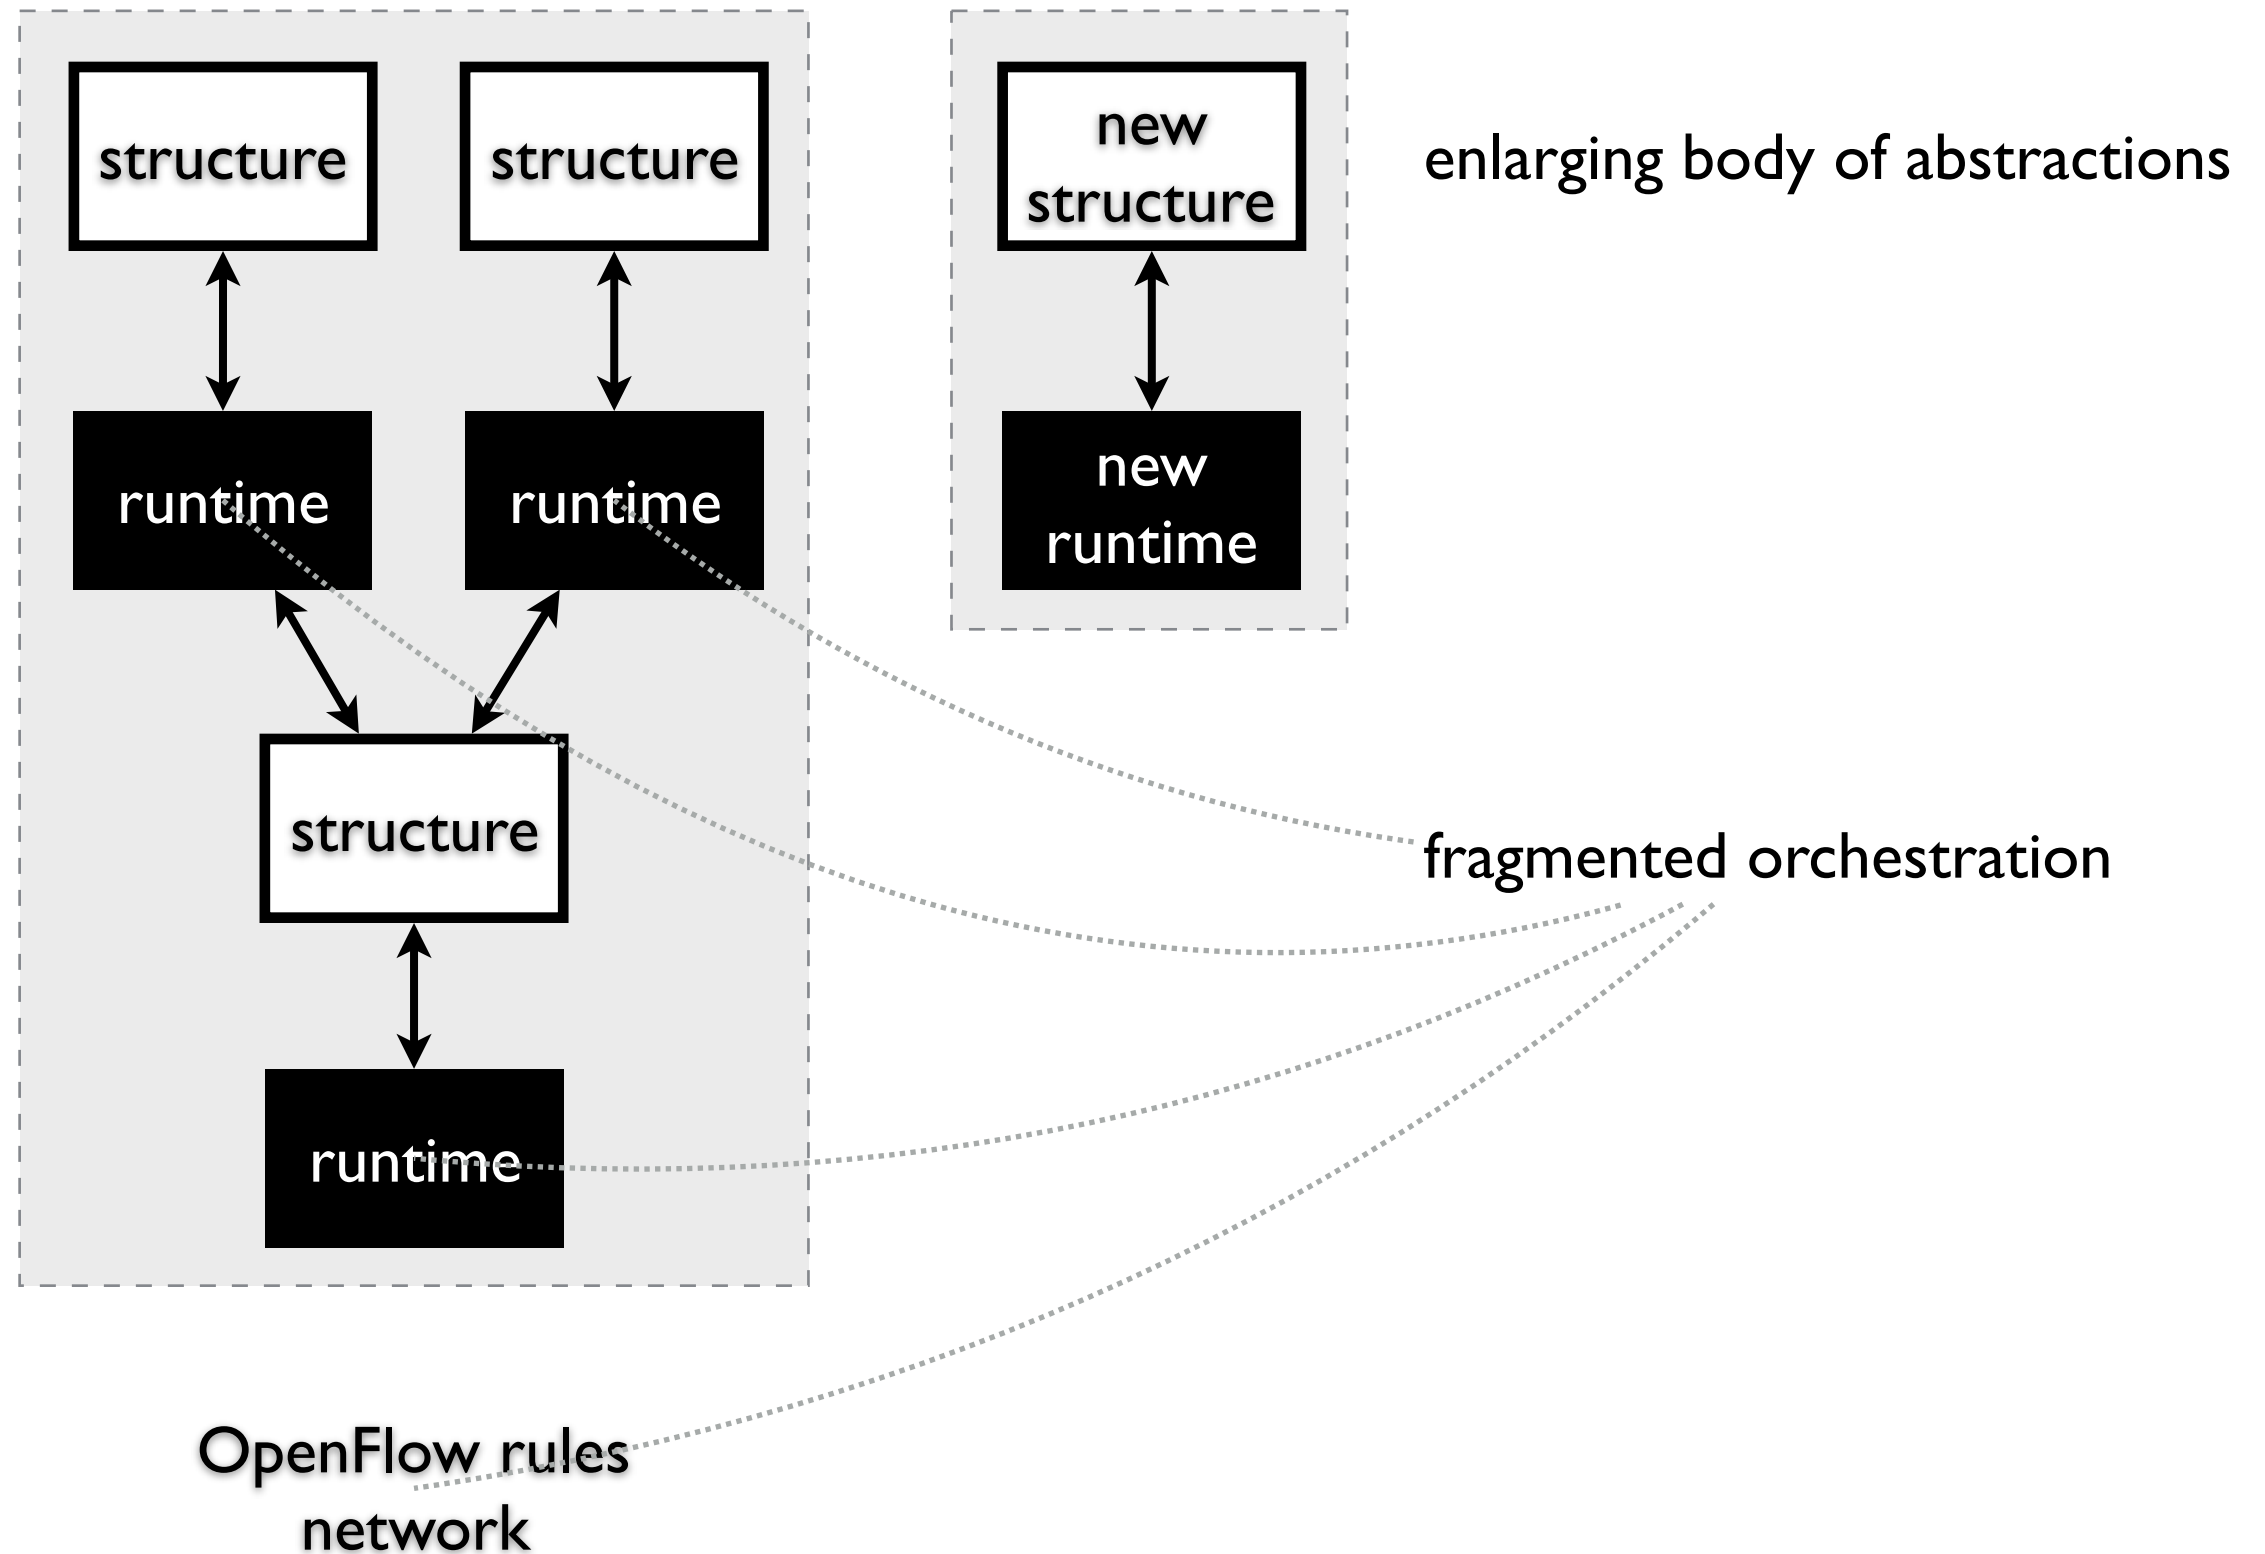 structure
structure
new
structure
enlarging body of abstractions
runtime
runtime
new
runtime
structure
fragmented orchestration
runtime
OpenFlow rules
network